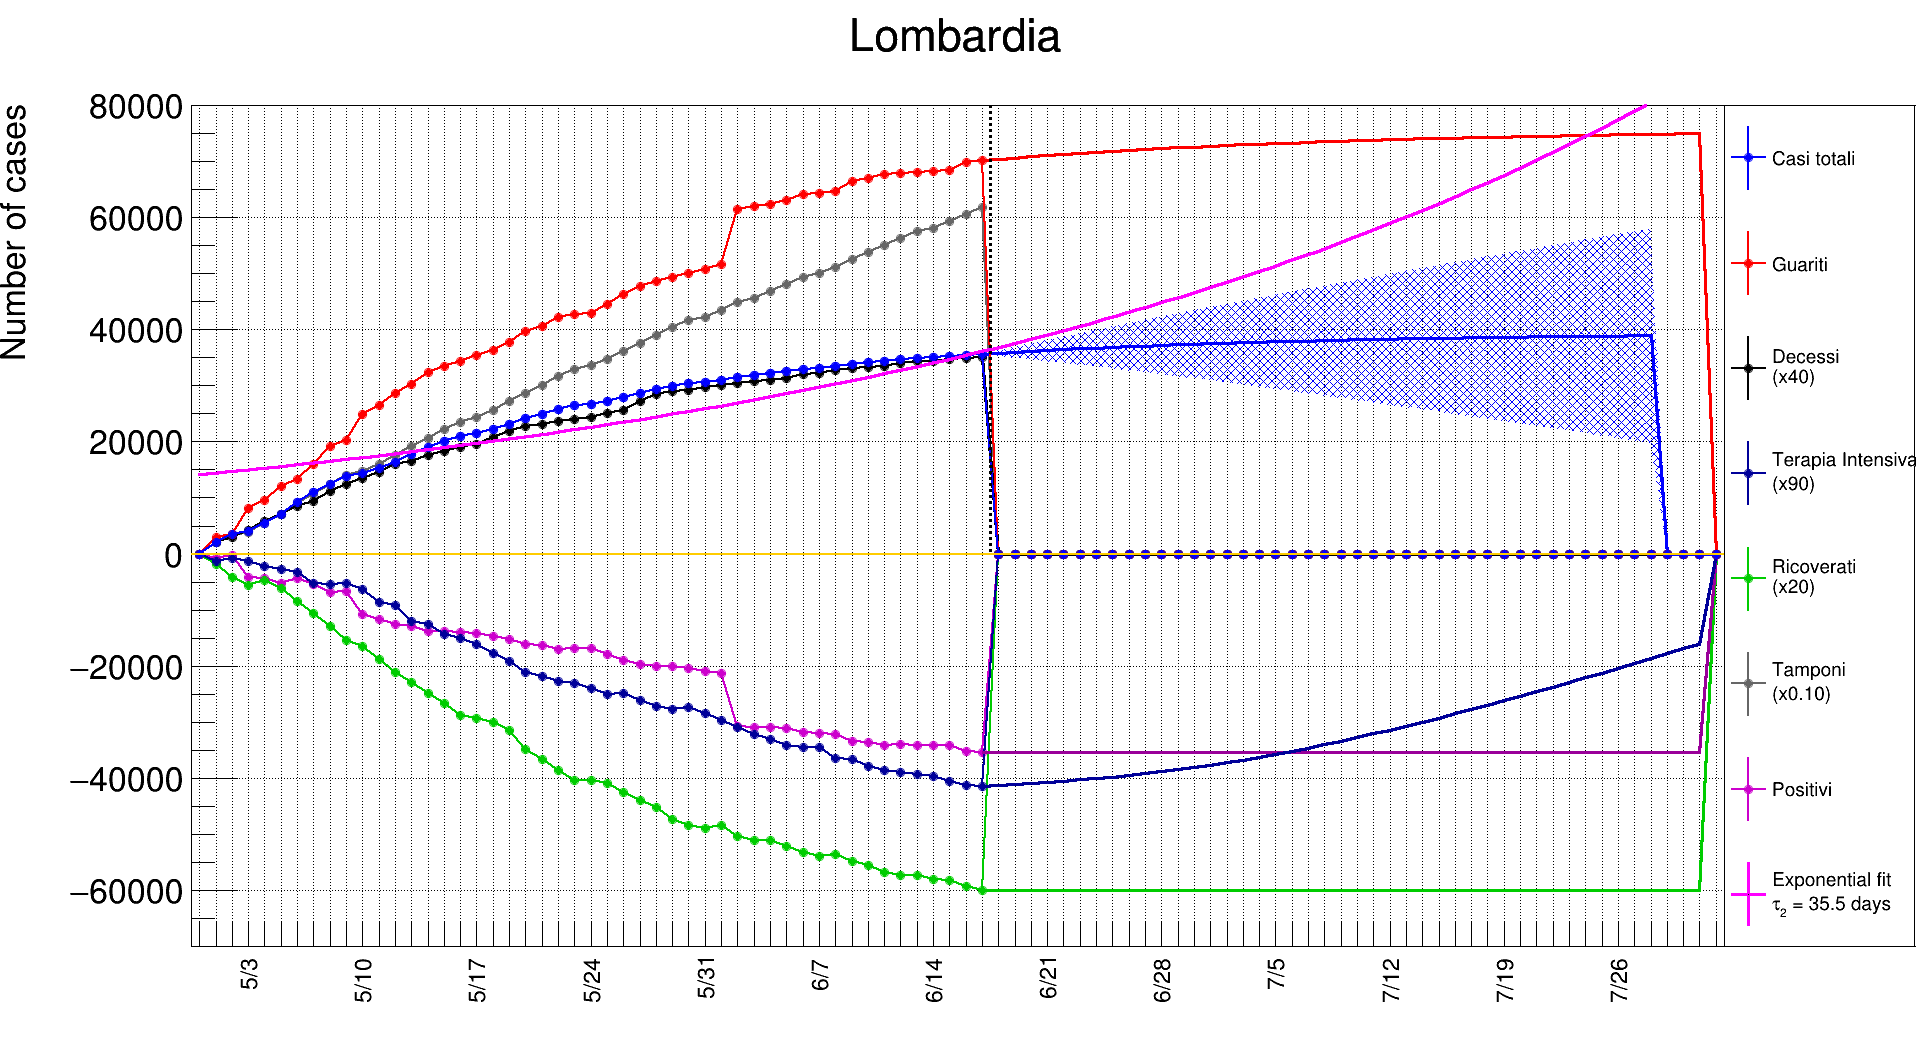 Lombardia
Number of cases
80000
60000
40000
20000
0
−20000
−40000
−60000
5/3
5/10
5/17
5/24
5/31
6/7
6/14
6/21
6/28
7/5
7/12
7/19
7/26
Casi totali
Guariti
Decessi
(x40)
Terapia Intensiva
(x90)
Ricoverati
(x20)
Tamponi
(x0.10)
Positivi
Exponential fit
τ₂ = 35.5 days